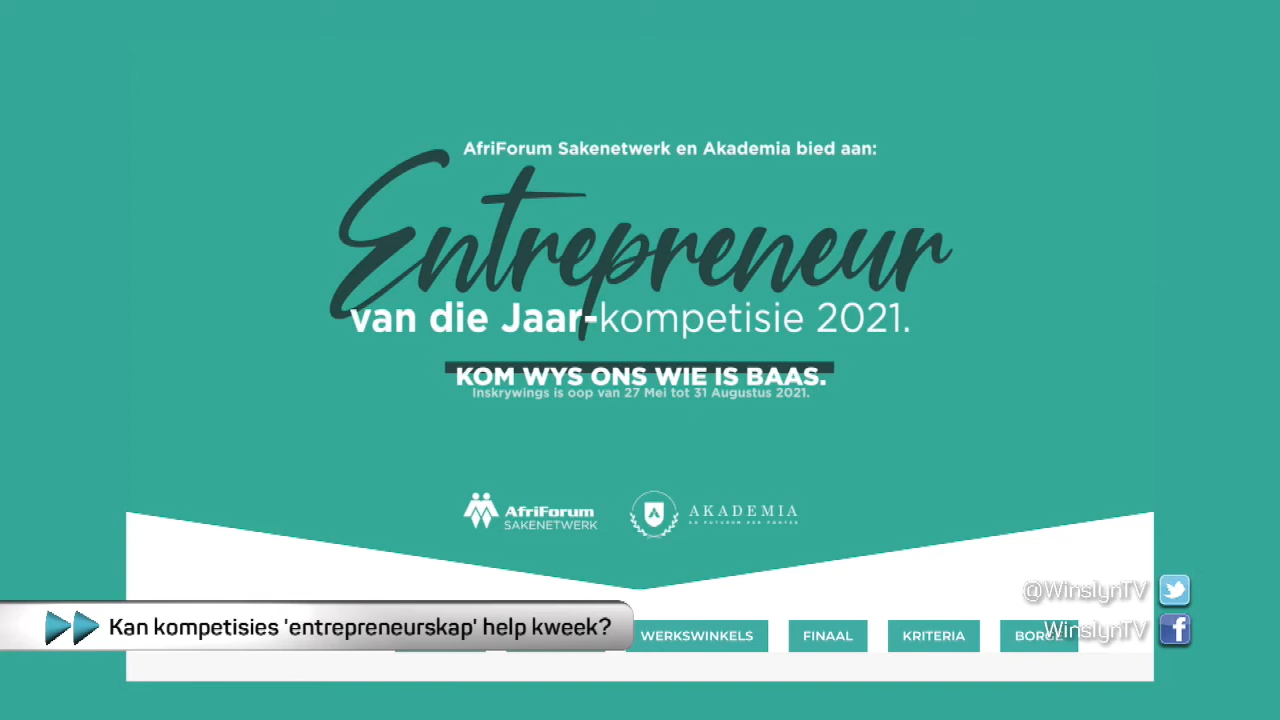 AfriForum Sakenetwerk en Akademia bied aan:
Entrepreneur
van die Jaar-kompetisie 2021.
KOM WYS ONS WIE IS BAAS.
Inskrywings is oop van 27 Mei tot 31 Augustus 2021.
AfriForum
SAKENETWERK
AKADEMIA
@WinslynTV
WinslynTV
Kan kompetisies 'entrepreneurskap' help kweek?
WERKSWINKELS
FINAAL
KRITERIA